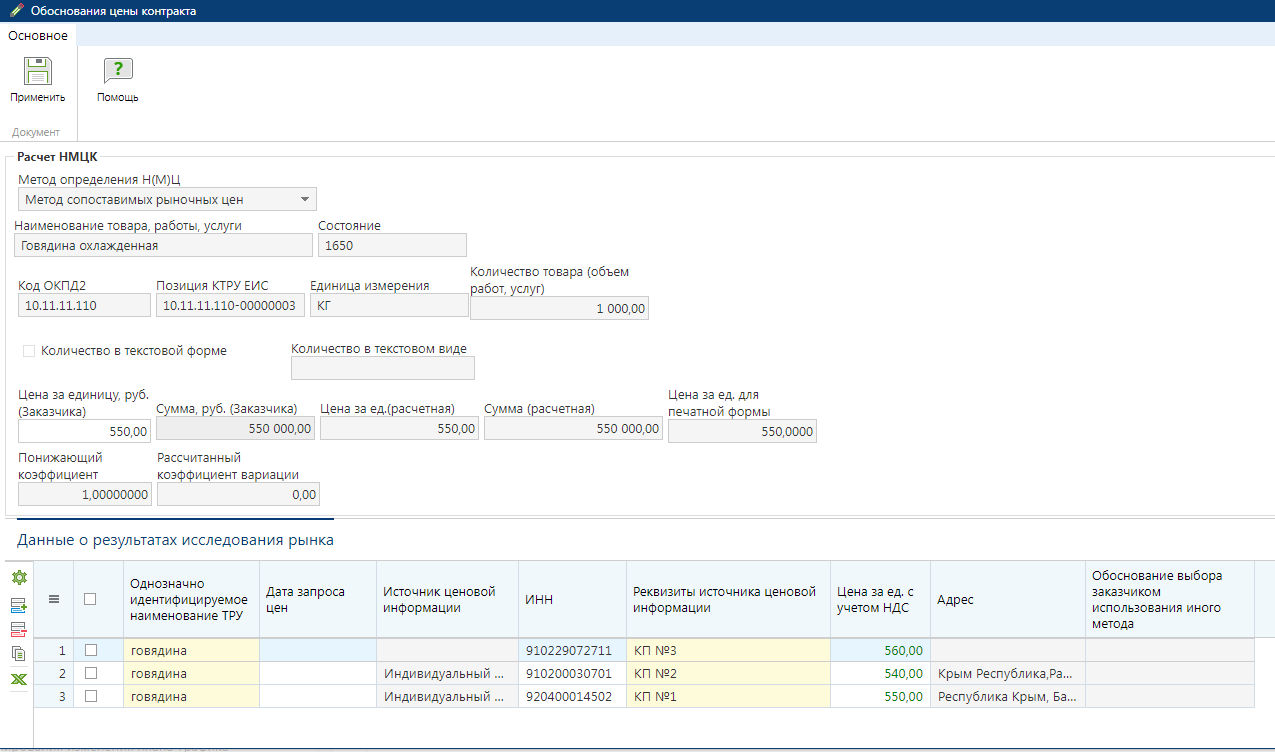 Обоснования цены контракта
Основное
Применить
Помощь
Документ
Расчет НМЦК
Метод определения Н(М)Ц
Метод сопоставимых рыночных цен
Наименование товара, работы, услуги Состояние
Говядина охлажденная 1650
Код ОКПД2 Позиция КТРУ ЕИС Единица измерения Количество товара (объем
работ, услуг)
10.11.11.110 10.11.11.110-00000003 КГ 1 000,00
Количество в текстовой форме Количество в текстовом виде
Цена за единицу, руб.
(Заказчика) Сумма, руб. (Заказчика) Цена за ед.(расчетная) Сумма (расчетная) Цена за ед. для
печатной формы
550,00 550 000,00 550,00 550 000,00 550,0000
Понижающий
коэффициент Рассчитанный
коэффициент вариации
1,00000000 0,00
Данные о результатах исследования рынка
Однозначно
идентифицируемое
наименование ТРУ
Дата запроса
цен
Источник ценовой
информации
ИНН
Реквизиты источника ценовой
информации
Цена за ед. с
учетом НДС
Адрес
Обоснование выбора
заказчиком
использования иного
метода
1 говядина 910229072711 КП №3 560,00
2 говядина Индивидуальный ... 910200030701 КП №2 540,00 Крым Республика,Ра...
3 говядина Индивидуальный ... 920400014502 КП №1 550,00 Республика Крым, Ба...